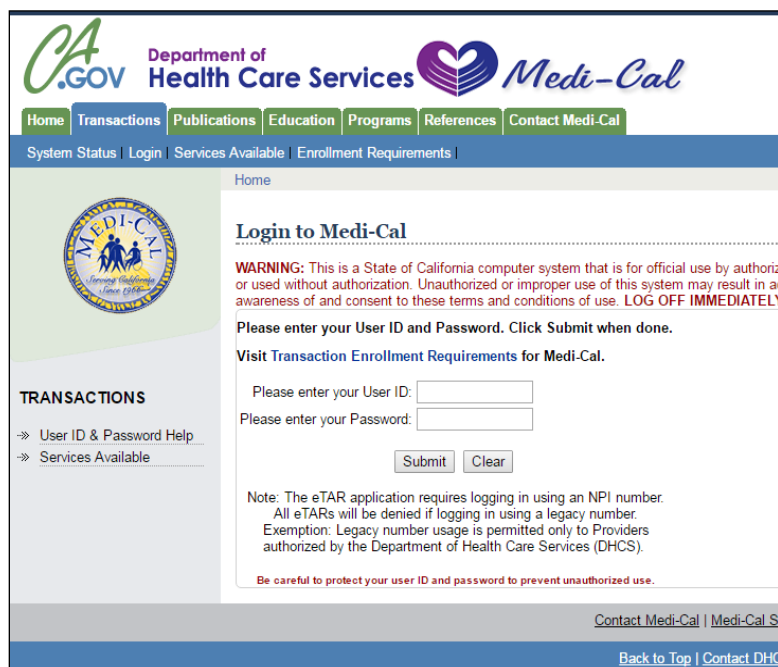 CA
.GOV
Department of
Health Care Services
Medi-Cal
Home Transactions Publications Education Programs References Contact Medi-Cal
System Status | Login | Services Available | Enrollment Requirements |
Home
MEDI-CAL
Serving California
Since 1966
Login to Medi-Cal
WARNING: This is a State of California computer system that is for official use by
or used without authorization. Unauthorized or improper use of this system may result in
awareness of and consent to these terms and conditions of use. LOG OFF IMMEDIATELY
Please enter your User ID and Password. Click Submit when done.
Visit Transaction Enrollment Requirements for Medi-Cal.
Please enter your User ID:
Please enter your Password:
Submit Clear
Note: The eTAR application requires logging in using an NPI number.
All eTARs will be denied if logging in using a legacy number.
Exemption: Legacy number usage is permitted only to Providers
authorized by the Department of Health Care Services (DHCS).
Be careful to protect your user ID and password to prevent unauthorized use.
TRANSACTIONS
User ID & Password Help
Services Available
Contact Medi-Cal | Medi-Cal S
Back to Top | Contact DHC